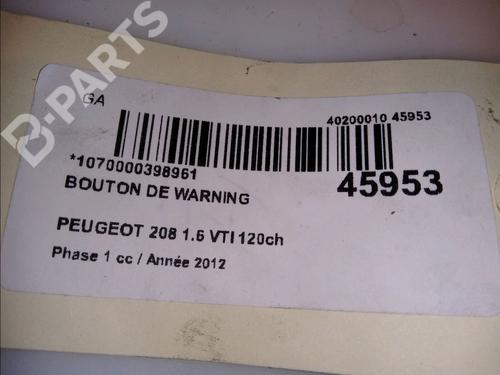 B-PARTS
GA
40200010 45953
*1070000398961
45953
BOUTON DE WARNING
PEUGEOT 208 1.6 VTI 120ch
Phase 1 cc / Année 2012